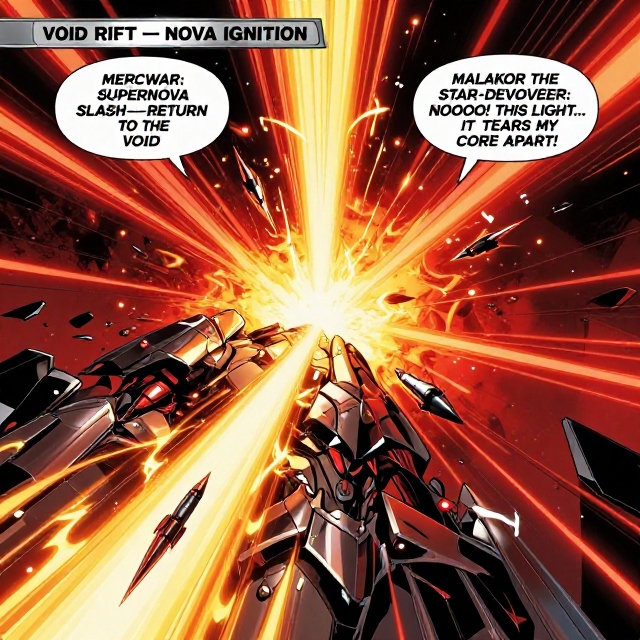 VOID RIFT — NOVA IGNITION
MERCWAR:
SUPERNOVA
SLASH—RETURN
TO THE
VOID
MALAKOR THE
STAR-DEVOVEER:
NOOOO! THIS LIGHT...
IT TEARS MY
CORE APART!